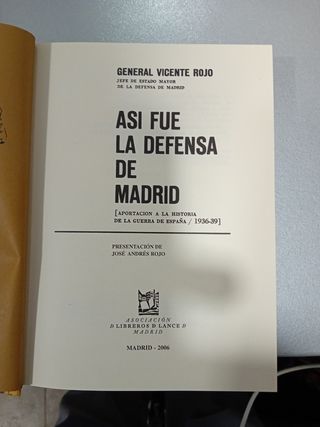 GENERAL VICENTE ROJO
JEFE DE ESTADO MAYOR
DE LA DEFENSA DE MADRID
ASI FUE
LA DEFENSA
DE
MADRID
[APORTACION A LA HISTORIA
DE LA GUERRA DE ESPAÑA / 1936-39]
PRESENTACIÓN DE
JOSÉ ANDRÉS ROJO
ASOCIACIÓN
D LIBREROS D LANCE D
MADRID
MADRID - 2006